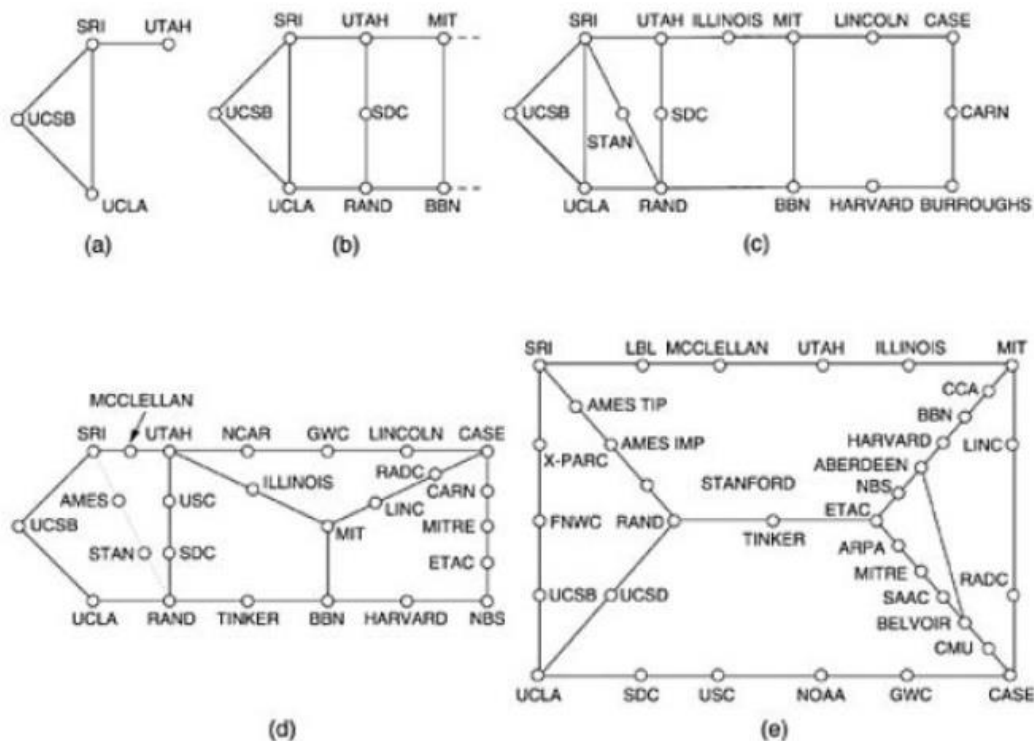 SRI UTAH
UCSB
UCLA
(a)
SRI UTAH MIT
UCSB SDC
UCLA RAND BBN
(b)
SRI UTAH ILLINOIS MIT LINCOLN CASE
UCSB SDC CARN
STAN
UCLA RAND BBN HARVARD BURROUGHS
(c)
MCCLELLAN
SRI UTAH NCAR GWC LINCOLN CASE
RADC
AMES USC ILLINOIS CARN
LINC
UCSB MIT MITRE
STAN SDC ETAC
UCLA RAND TINKER BBN HARVARD NBS
(d)
SRI LBL MCCLELLAN UTAH ILLINOIS MIT
CCA
AMES TIP BBN
X-PARC AMES IMP HARVARD LINC
ABERDEEN
STANFORD NBS
FNWC RAND ETAC
TINKER ARPA
MITRE
UCSB UCSD SAAC RADC
BELVOIR
CMU
UCLA SDC USC NOAA GWC CASE
(e)